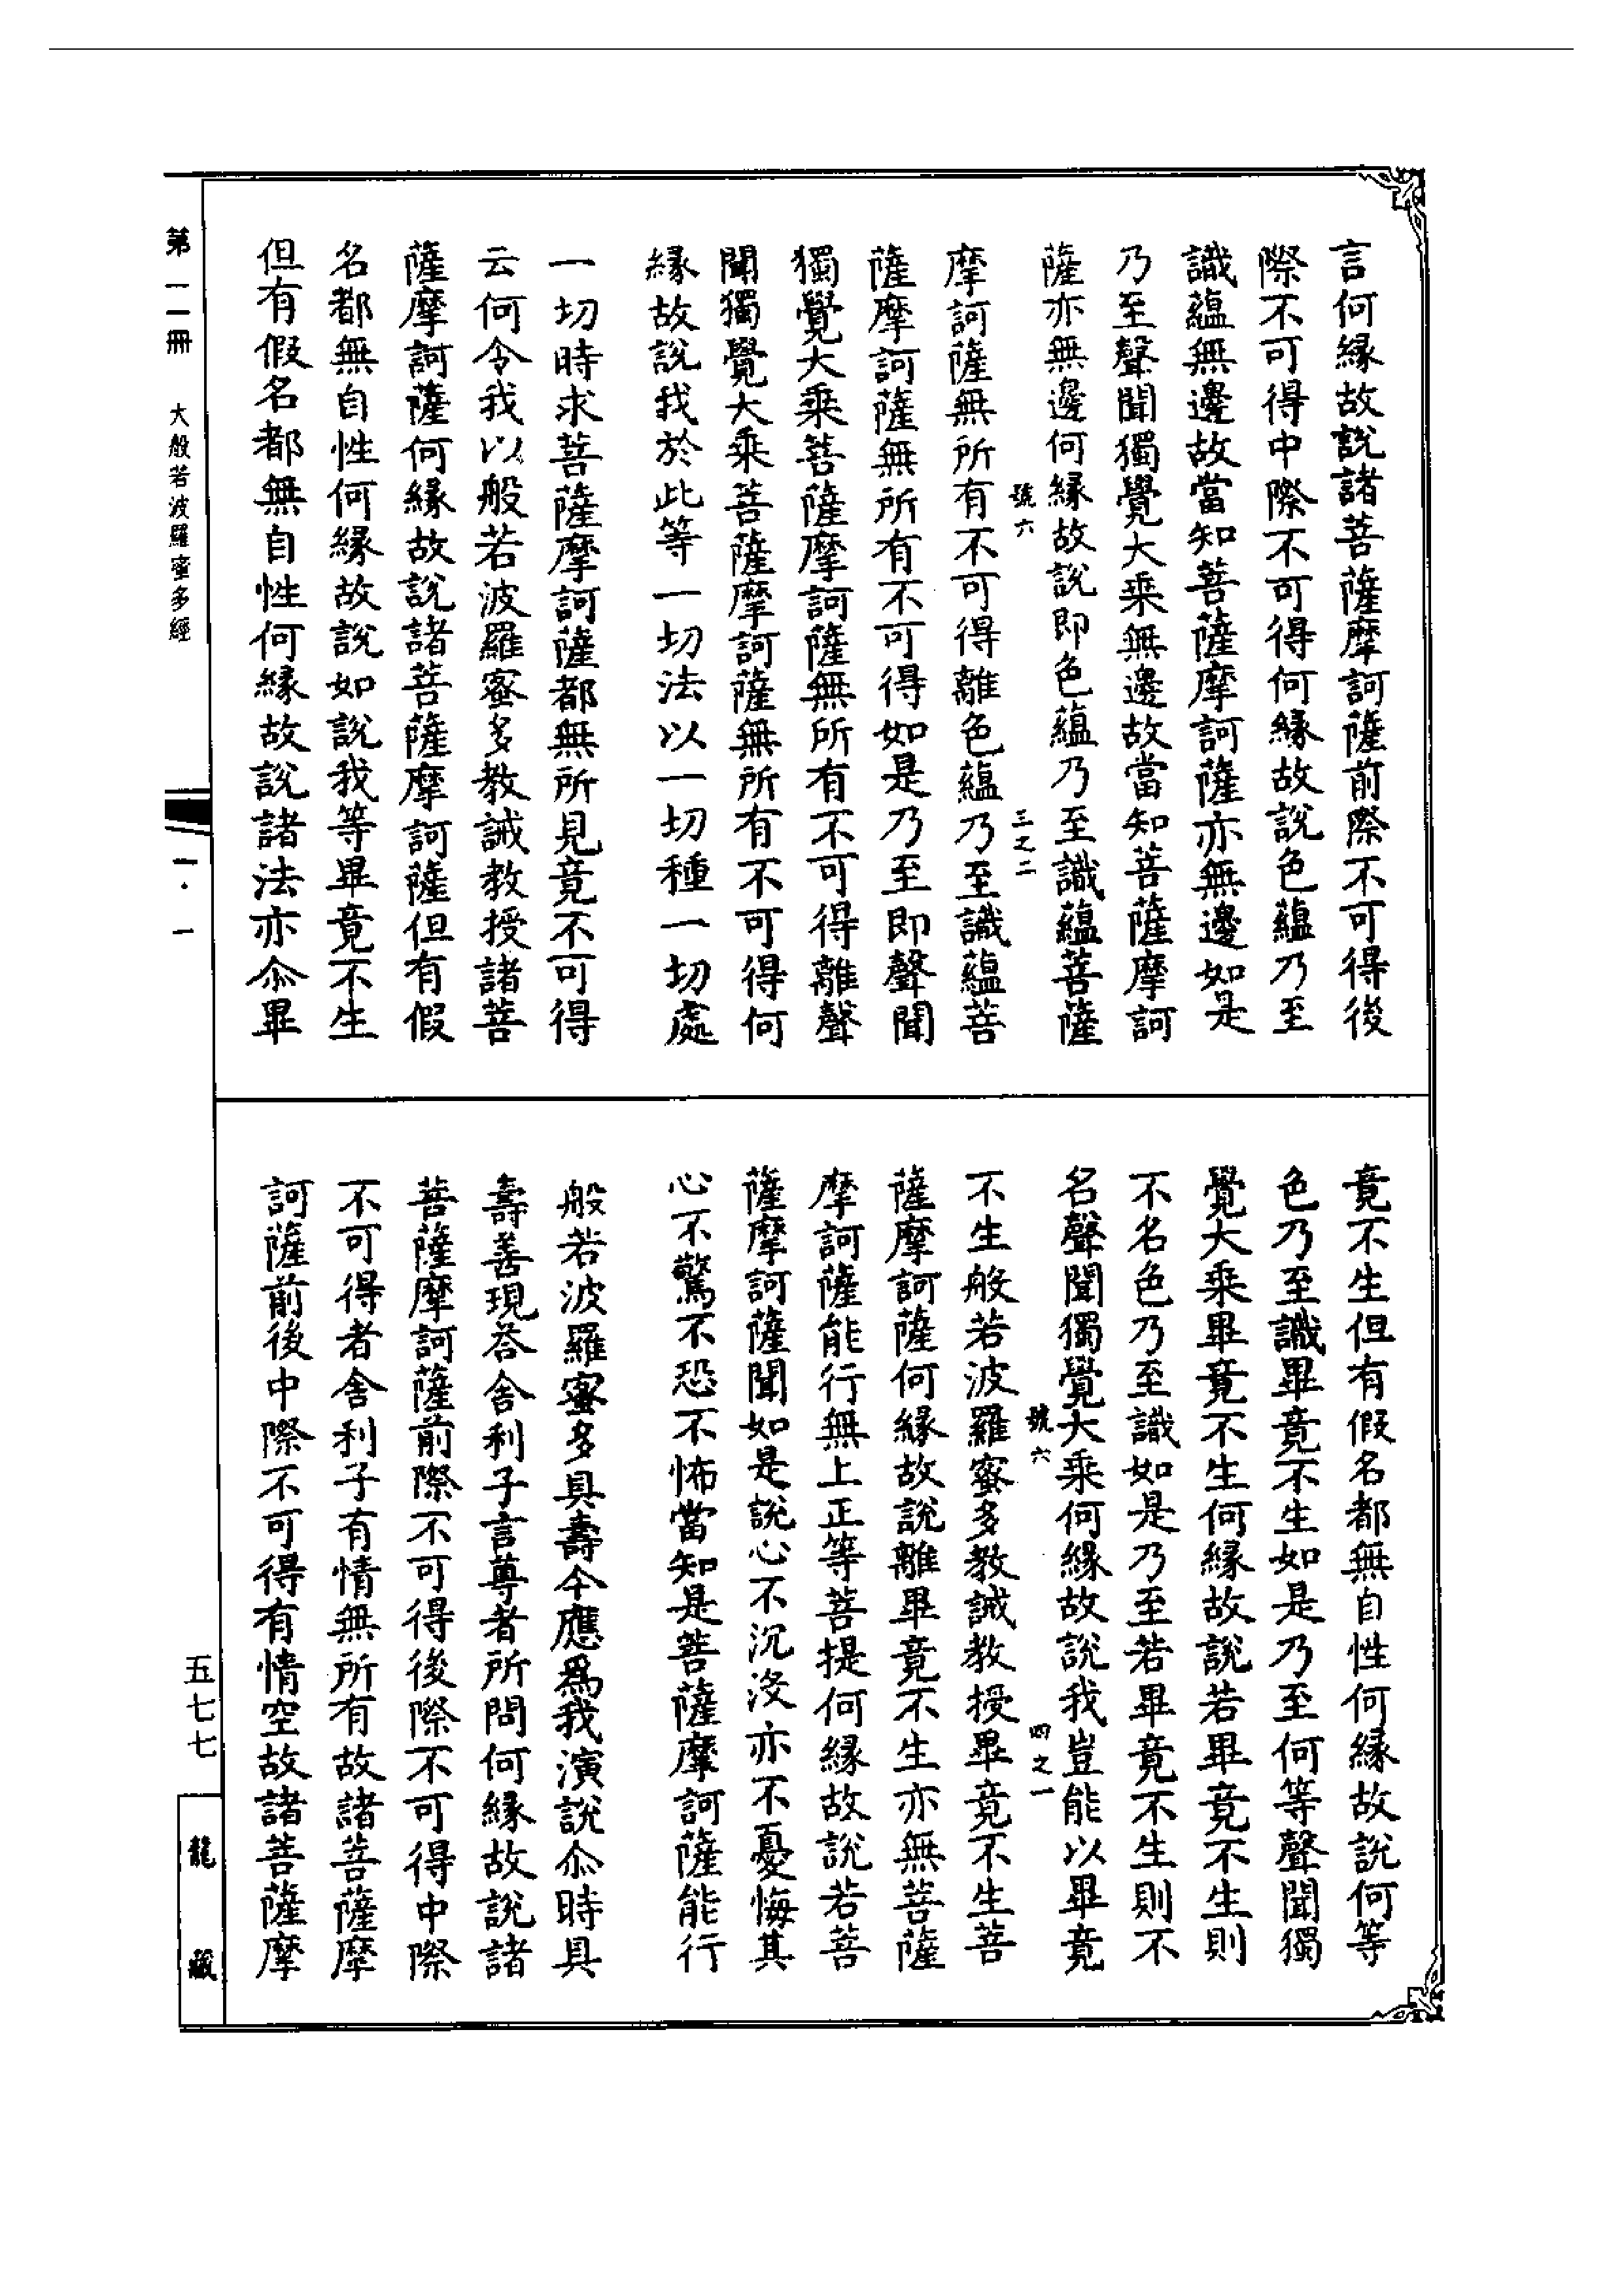 言何緣故說諸菩薩摩訶薩前際不可得後
際不可得中際不可得何緣故說色蘊乃至
識蘊無邊故當知菩薩摩訶薩亦無邊如是
乃至聲聞獨覺大乘無邊故當知菩薩摩訶
薩亦無邊何緣故說即色蘊乃至識蘊菩薩
號六 三之二
摩訶薩無所有不可得離色蘊乃至識蘊菩
薩摩訶薩無所有不可得如是乃至即聲聞
獨覺大乘菩薩摩訶薩無所有不可得離聲
聞獨覺大乘菩薩摩訶薩無所有不可得何
緣故說我於此等一切法以一切種一切處
一切時求菩薩摩訶薩都無所見竟不可得
云何令我以般若波羅蜜多教誡教授諸菩
薩摩訶薩何緣故說諸菩薩摩訶薩但有假
名都無自性何緣故說如說我等畢竟不生
但有假名都無自性何緣故說諸法亦尒畢
竟不生但有假名都無自性何緣故說何等
色乃至識畢竟不生如是乃至何等聲聞獨
覺大乘畢竟不生何緣故說若畢竟不生則
不名色乃至識如是乃至若畢竟不生則不
名聲聞獨覺大乘何緣故說我豈能以畢竟
號六 四之一
不生般若波羅蜜多教誡教授畢竟不生菩
薩摩訶薩何緣故說離畢竟不生亦無菩薩
摩訶薩能行無上正等菩提何緣故說若菩
薩摩訶薩聞如是說心不沉沒亦不憂悔其
心不驚不恐不怖當知是菩薩摩訶薩能行
般若波羅蜜多具壽今應爲我演說尒時具
壽善現荅舍利子言尊者所問何緣故說諸
菩薩摩訶薩前際不可得後際不可得中際
不可得者舍利子有情無所有故諸菩薩摩
訶薩前後中際不可得有情空故諸菩薩摩
第一一冊 大般若波羅蜜多經
一·一
五七七
龍藏